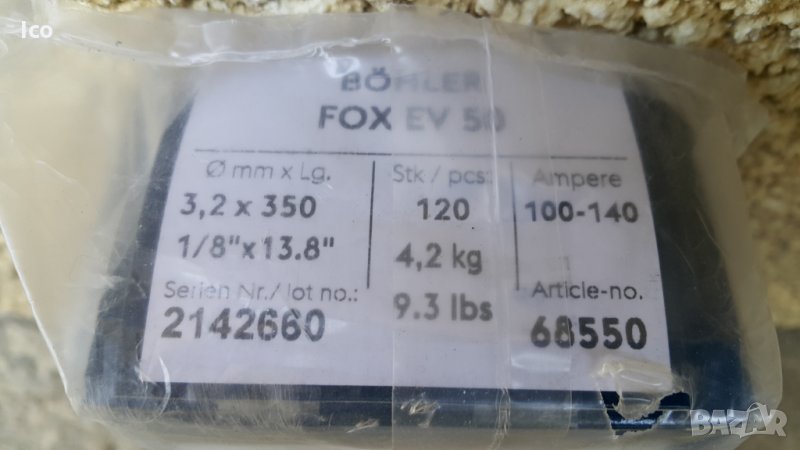 Ico
BÖHLER
FOX EV 50
Ø mm x Lg.
3,2 x 350
1/8"x13.8"
Stk / pcs:
120
4,2 kg
9.3 lbs
Ampere
100-140
Serien Nr./ lot no.:
2142660
Article-no.
68550
BAZAR